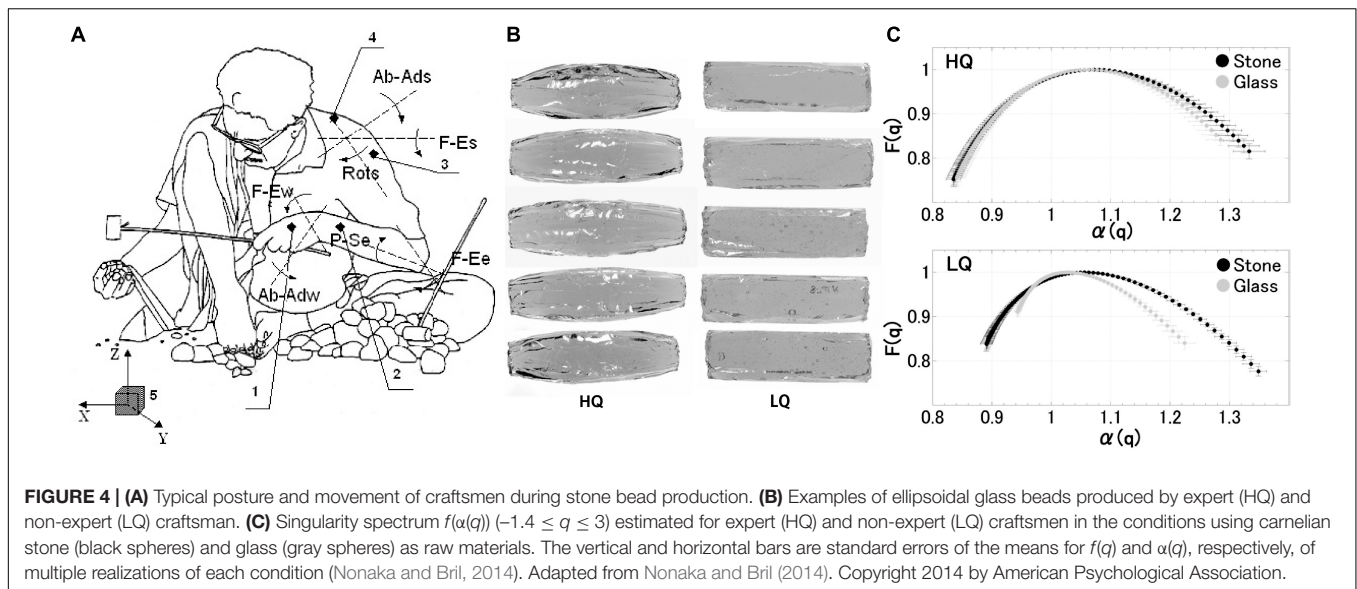 A
4
Ab-Ads
F-Es
3
Rots
F-Ew
P-Se
F-Ee
Ab-Adw
Z
5
X
Y
1
2
B
HQ
LQ
C
HQ
Stone
Glass
F(q)
1
0.9
0.8
0.8 0.9 1 1.1 1.2 1.3
α(q)
LQ
Stone
Glass
F(q)
1
0.9
0.8
0.8 0.9 1 1.1 1.2 1.3
α(q)
FIGURE 4 | (A) Typical posture and movement of craftsmen during stone bead production. (B) Examples of ellipsoidal glass beads produced by expert (HQ) and
non-expert (LQ) craftsman. (C) Singularity spectrum f(α(q)) (–1.4 ≤ q ≤ 3) estimated for expert (HQ) and non-expert (LQ) craftsmen in the conditions using carnelian
stone (black spheres) and glass (gray spheres) as raw materials. The vertical and horizontal bars are standard errors of the means for f(q) and α(q), respectively, of
multiple realizations of each condition (Nonaka and Bril, 2014). Adapted from Nonaka and Bril (2014). Copyright 2014 by American Psychological Association.